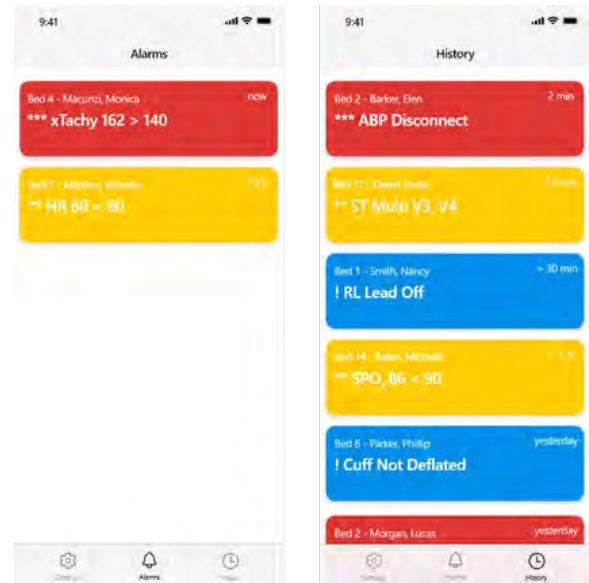 9:41
Alarms
Bed 4 - Macunzi, Monica now
*** xTachy 162 > 140
Bed
** HR 60 < 80
Alarms
9:41
History
Bed 2 - Barker, Elen 2 min
*** ABP Disconnect
Bed
** ST Multi V3, V4
Bed 1 - Smith, Nancy > 30 min
! RL Lead Off
Bed 14 -
** SPO₂ 86 < 90
Bed 6 - Parker, Phillip yesterday
! Cuff Not Deflated
Bed 2 - Morgan, Lucas yesterday
History